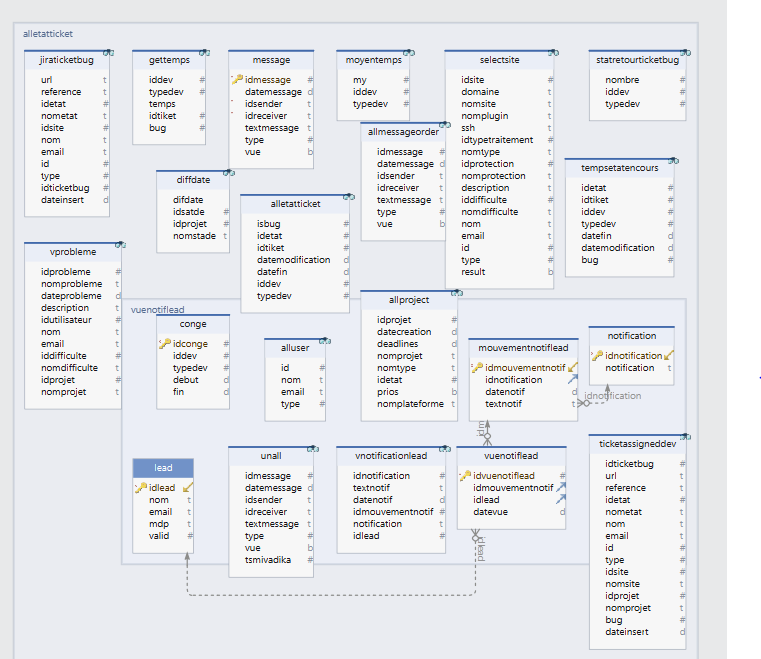 alletatticket
jiraticketbug
url t
reference t
idetat #
nometat t
idsite #
nom t
email t
id #
type #
idticketbug #
dateinsert d
gettemps
iddev #
typedev #
temps
idtiket #
bug #
message
idmessage #
datemessage d
idsender t
idreceiver t
textmessage t
type #
vue b
moyentemps
my #
iddev #
typedev #
selectsite
idsite #
domaine t
nomsite t
nomplugin t
ssh t
idtypetraitement #
nomtype t
idprotection #
nomprotection t
description t
iddifficulte #
nomdifficulte t
nom t
email t
id #
type #
result b
statretourticketbug
nombre #
iddev #
typedev #
allmessageorder
idmessage #
datemessage d
idsender t
idreceiver t
textmessage t
type #
vue b
tempsetatencours
idetat #
idtiket #
iddev #
typedev #
datefin d
datemodification d
bug #
diffdate
difdate
idsatde #
idprojet #
nomstade t
alletatticket
isbug #
idetat #
idtiket #
datemodification d
datefin d
iddev #
typedev #
vprobleme
idprobleme #
nomprobleme t
dateprobleme d
description t
idutilisateur #
nom t
email t
iddifficulte #
nomdifficulte t
idprojet #
nomprojet t
vuenotiflead
conge
idconge #
iddev #
typedev #
debut d
fin d
alluser
id #
nom t
email t
type #
allproject
idprojet #
datecreation d
deadlines d
nomprojet t
nomtype t
idetat #
prios b
nomplateforme t
mouvementnotiflead
idmouvementnotif
idnotification
datenotif d
textnotif t
notification
idnotification
notification t
idnotification
lead
idlead
nom t
email t
mdp t
valid #
unall
idmessage #
datemessage d
idsender t
idreceiver t
textmessage t
type #
vue b
tsmivadika #
vnotificationlead
idnotification #
textnotif t
datenotif d
idmouvementnotif #
notification t
idlead #
vuenotiflead
idvuenotiflead #
idmouvementnotif
idlead
datevue d
idlead
ticketassigneddev
idticketbug #
url t
reference t
idetat #
nometat t
nom t
email t
id #
type #
idsite #
nomsite t
idprojet #
nomprojet t
bug #
dateinsert d